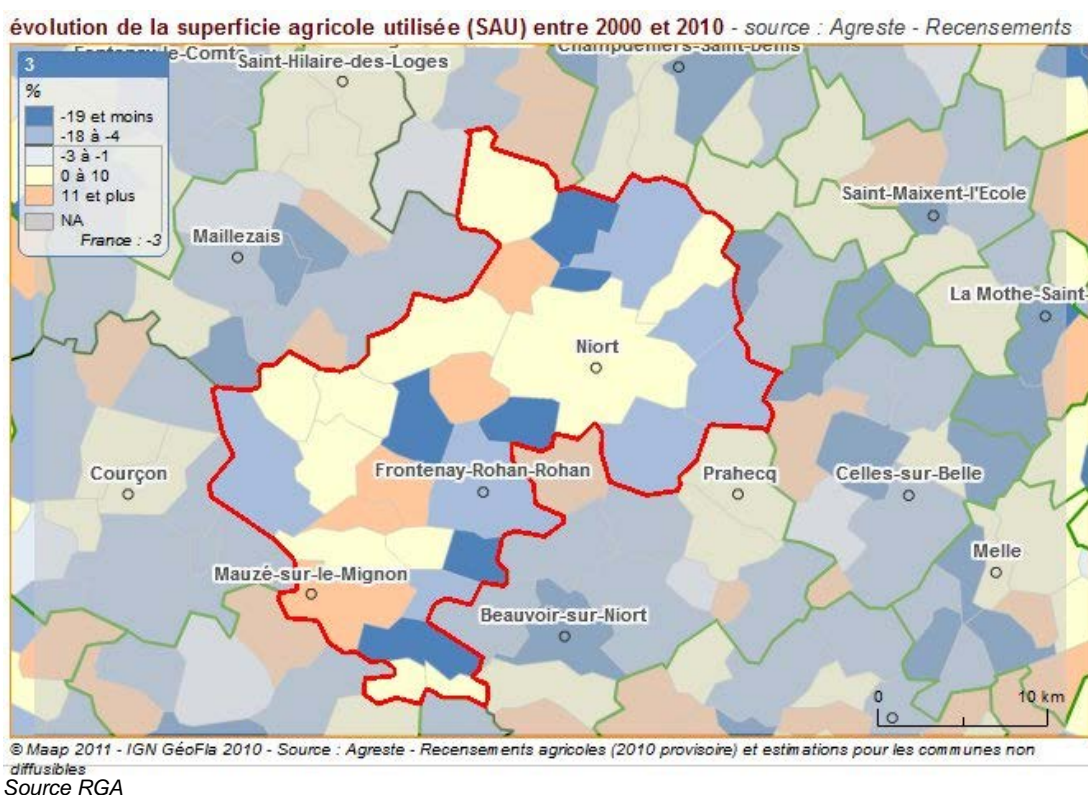 évolution de la superficie agricole utilisée (SAU) entre 2000 et 2010 - source : Agreste - Recensements
Champdeniers-Saint-Denis
Saint-Hilaire-des-Loges
3
%
-19 et moins
-18 à -4
-3 à -1
0 à 10
11 et plus
NA
France : -3
Saint-Maixent-l'Ecole
Maillezais
La Mothe-Saint-
Niort
Courçon
Frontenay-Rohan-Rohan
Prahecq
Celles-sur-Belle
Mauzé-sur-le-Mignon
Melle
Beauvoir-sur-Niort
0
10 km
© Maap 2011 - IGN GéoFla 2010 - Source : Agreste - Recensements agricoles (2010 provisoire) et estimations pour les communes non
diffusibles
Source RGA